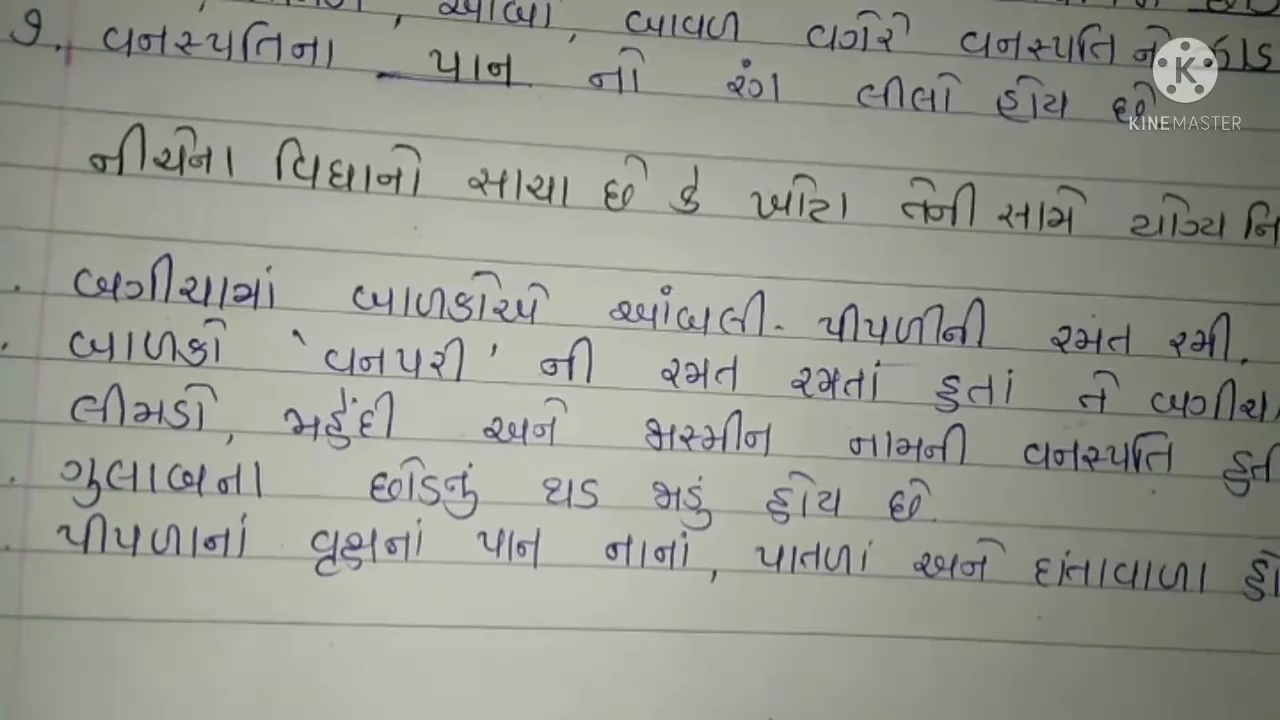 આંબા, બાવળ વગેરે વનસ્પતિનો
9. વનસ્પતિના પાન નો રંગ લીલો હોય છે
KINEMASTER
નીચેના વિધાનો સાચા છે કે ખોટા તેની સામે યોગ્ય નિ
બગીચામાં બાળકોએ આંબલી-પીપળીની રમત રમી.
બાળકો 'વનપરી' ની રમત રમતાં હતાં તે બગીચા
લીમડો, મહેંદી અને જાસ્મીન નામની વનસ્પતિ હત
ગુલાબના છોડનું થડ જાડું હોય છે.
પીપળાનાં વૃક્ષનાં પાન નાનાં, પાતળાં અને દાંતાવાળા હો